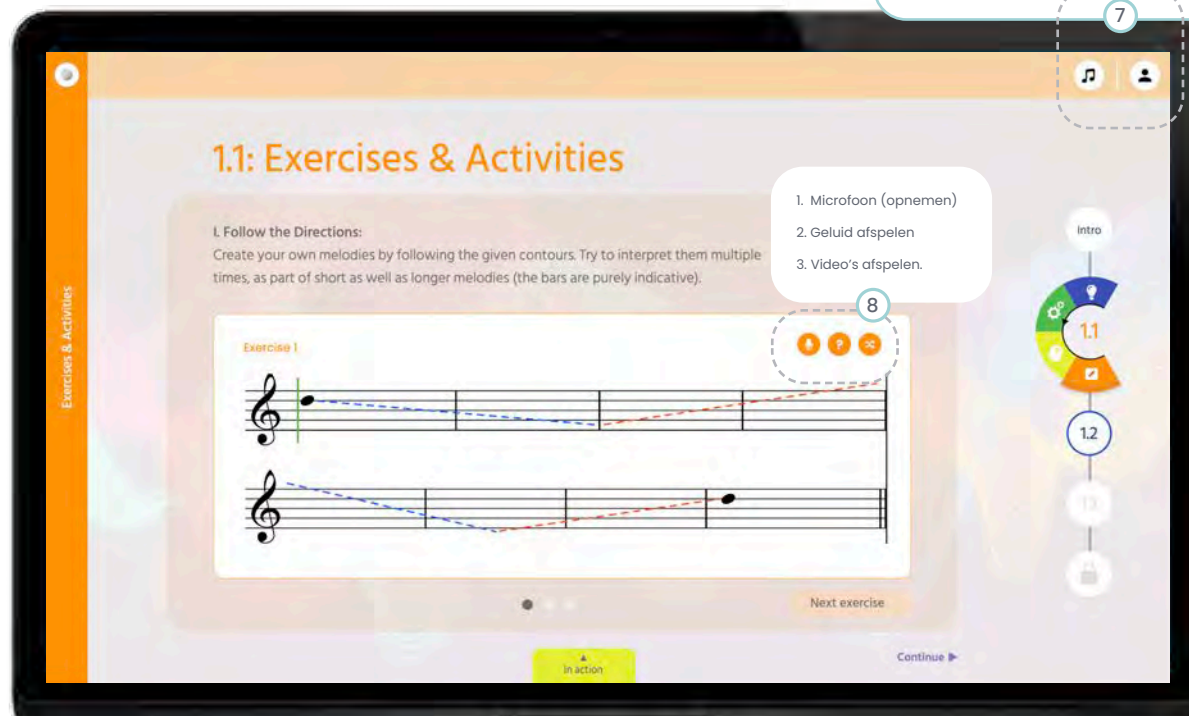 7
1.1: Exercises & Activities
1. Microfoon (opnemen)
2. Geluid afspelen
3. Video's afspelen.
8
I. Follow the Directions:
Create your own melodies by following the given contours. Try to interpret them multiple
times, as part of short as well as longer melodies (the bars are purely indicative).
Exercise 1
?
Next exercise
In action
Continue
Exercises & Activities
Intro
1.1
1.2
1.3